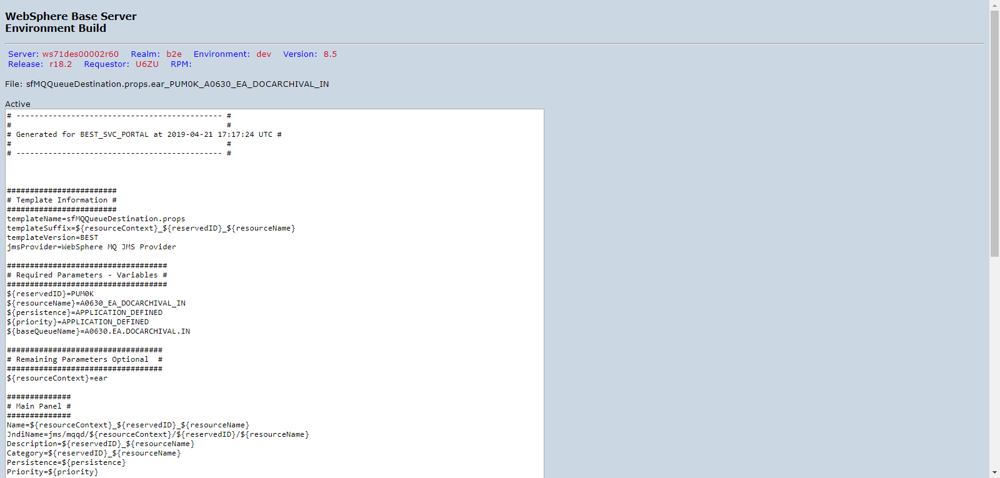 WebSphere Base Server
Environment Build
Server: ws71des00002r60 Realm: b2e Environment: dev Version: 8.5
Release: r18.2 Requestor: U6ZU RPM:
File: sfMQQueueDestination.props.ear_PUM0K_A0630_EA_DOCARCHIVAL_IN
Active
# --------------------------------------------- #
# #
# Generated for BEST_SVC_PORTAL at 2019-04-21 17:17:24 UTC #
# #
# --------------------------------------------- #
########################
# Template Information #
########################
templateName=sfMQQueueDestination.props
templateSuffix=${resourceContext}_${reservedID}_${resourceName}
templateVersion=BEST
jmsProvider=WebSphere MQ JMS Provider
###################################
# Required Parameters - Variables #
###################################
${reservedID}=PUM0K
${resourceName}=A0630_EA_DOCARCHIVAL_IN
${persistence}=APPLICATION_DEFINED
${priority}=APPLICATION_DEFINED
${baseQueueName}=A0630.EA.DOCARCHIVAL.IN
##################################
# Remaining Parameters Optional  #
##################################
${resourceContext}=ear
##############
# Main Panel #
##############
Name=${resourceContext}_${reservedID}_${resourceName}
JndiName=jms/mqqd/${resourceContext}/${reservedID}/${resourceName}
Description=${reservedID}_${resourceName}
Category=${reservedID}_${resourceName}
Persistence=${persistence}
Priority=${priority}